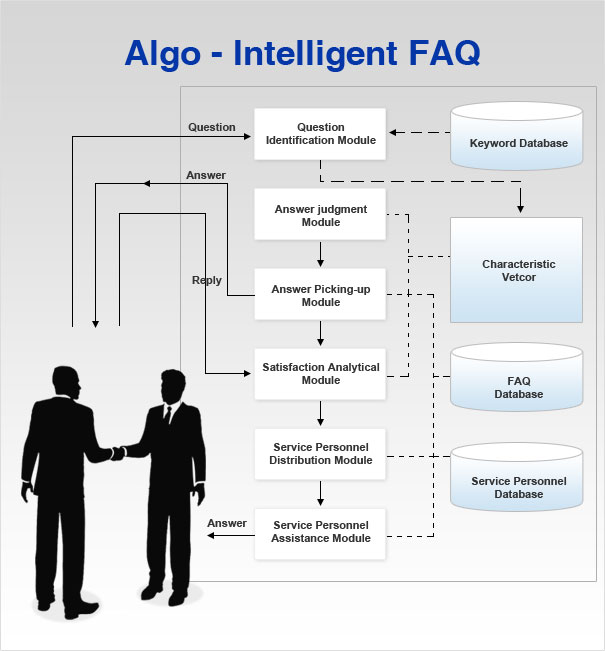 Algo - Intelligent FAQ
Question
Question
Identification Module
Keyword Database
Answer
Answer judgment
Module
Characteristic
Vetcor
Reply
Answer Picking-up
Module
Satisfaction Analytical
Module
FAQ
Database
Service Personnel
Distribution Module
Service Personnel
Database
Answer
Service Personnel
Assistance Module